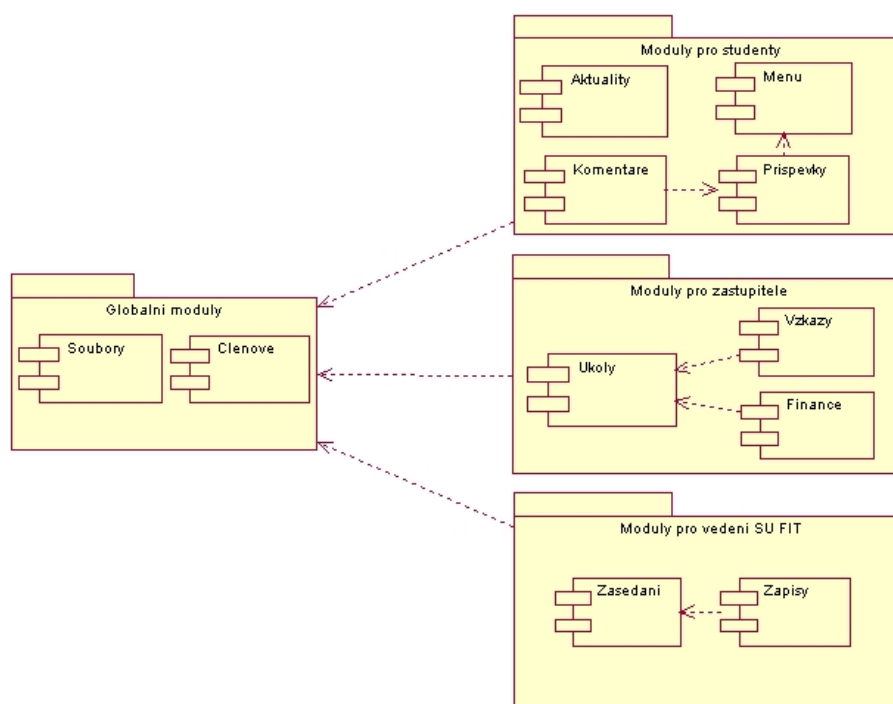 Moduly pro studenty
Aktuality
Menu
Komentare
Prispevky
Globalni moduly
Soubory
Clenove
Moduly pro zastupitele
Vzkazy
Ukoly
Finance
Moduly pro vedeni SU FIT
Zasedani
Zapisy